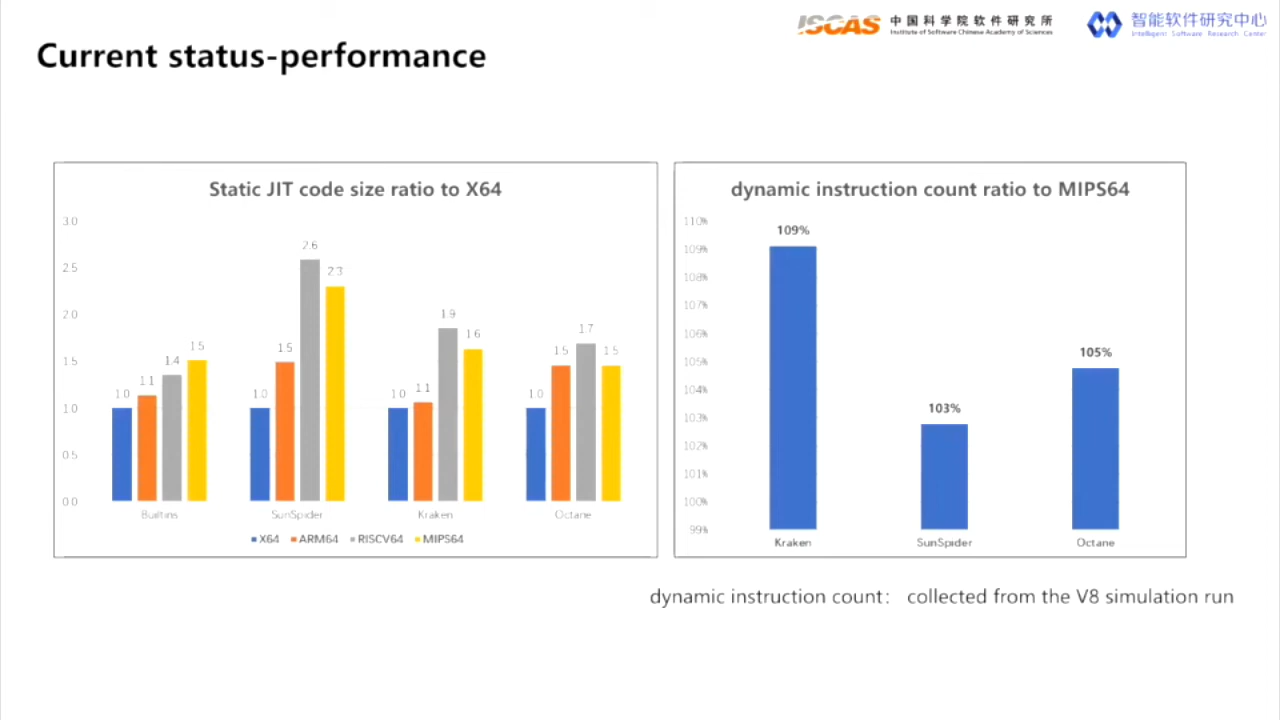 ISCAS 中国科学院软件研究所
Institute of Software Chinese Academy of Sciences
智能软件研究中心
Intelligent Software Research Center
Current status-performance
Static JIT code size ratio to X64
3.0
2.5
2.0
1.5
1.0
0.5
0.0
1.0 1.1 1.4 1.5
1.0 1.5 2.6 2.3
1.0 1.1 1.9 1.6
1.0 1.5 1.7 1.5
Builtins SunSpider Kraken Octane
X64 ARM64 RISCV64 MIPS64
dynamic instruction count ratio to MIPS64
110%
109%
108%
107%
106%
105%
104%
103%
102%
101%
100%
99%
109% 103% 105%
Kraken SunSpider Octane
dynamic instruction count： collected from the V8 simulation run